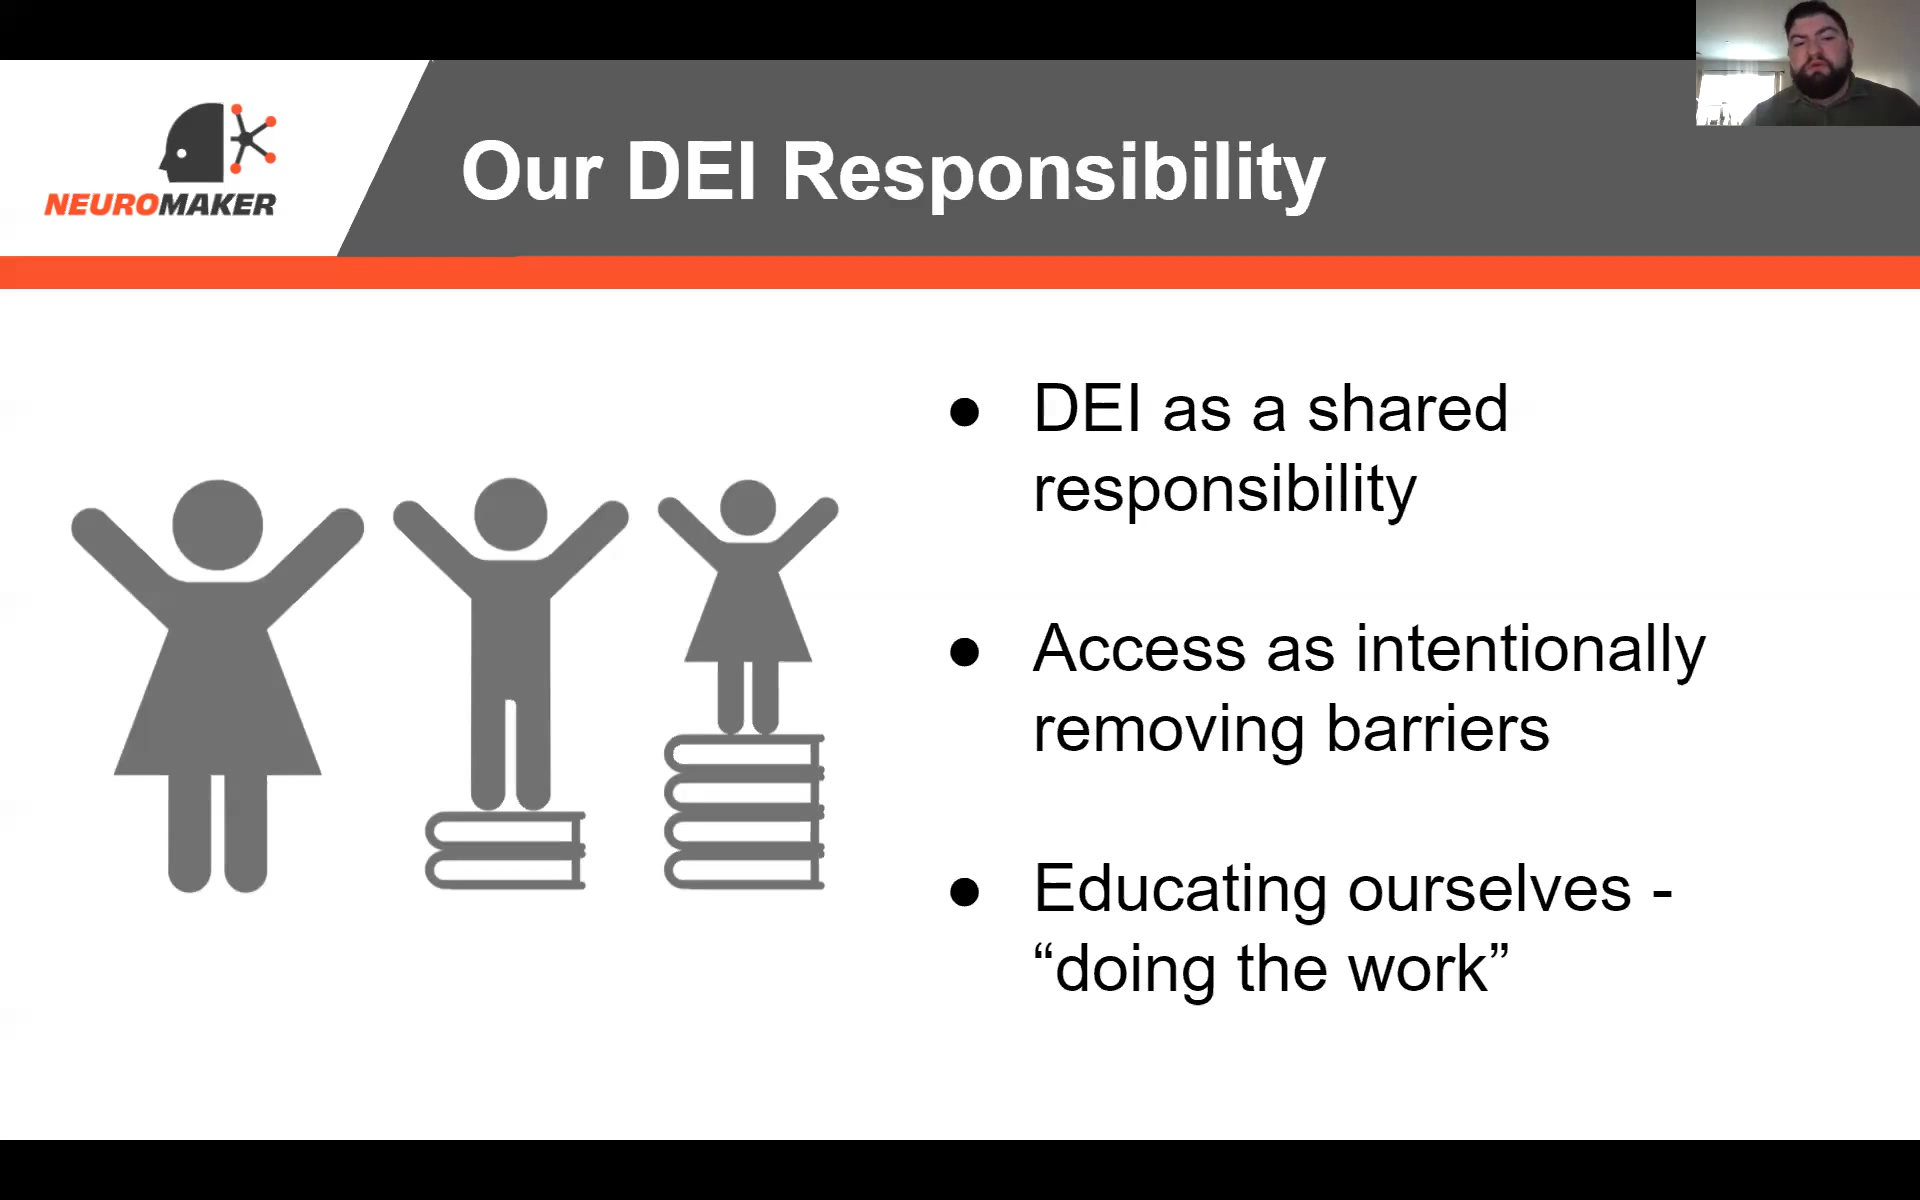 NEUROMAKER
Our DEI Responsibility
● DEI as a shared
responsibility
● Access as intentionally
removing barriers
● Educating ourselves -
“doing the work”